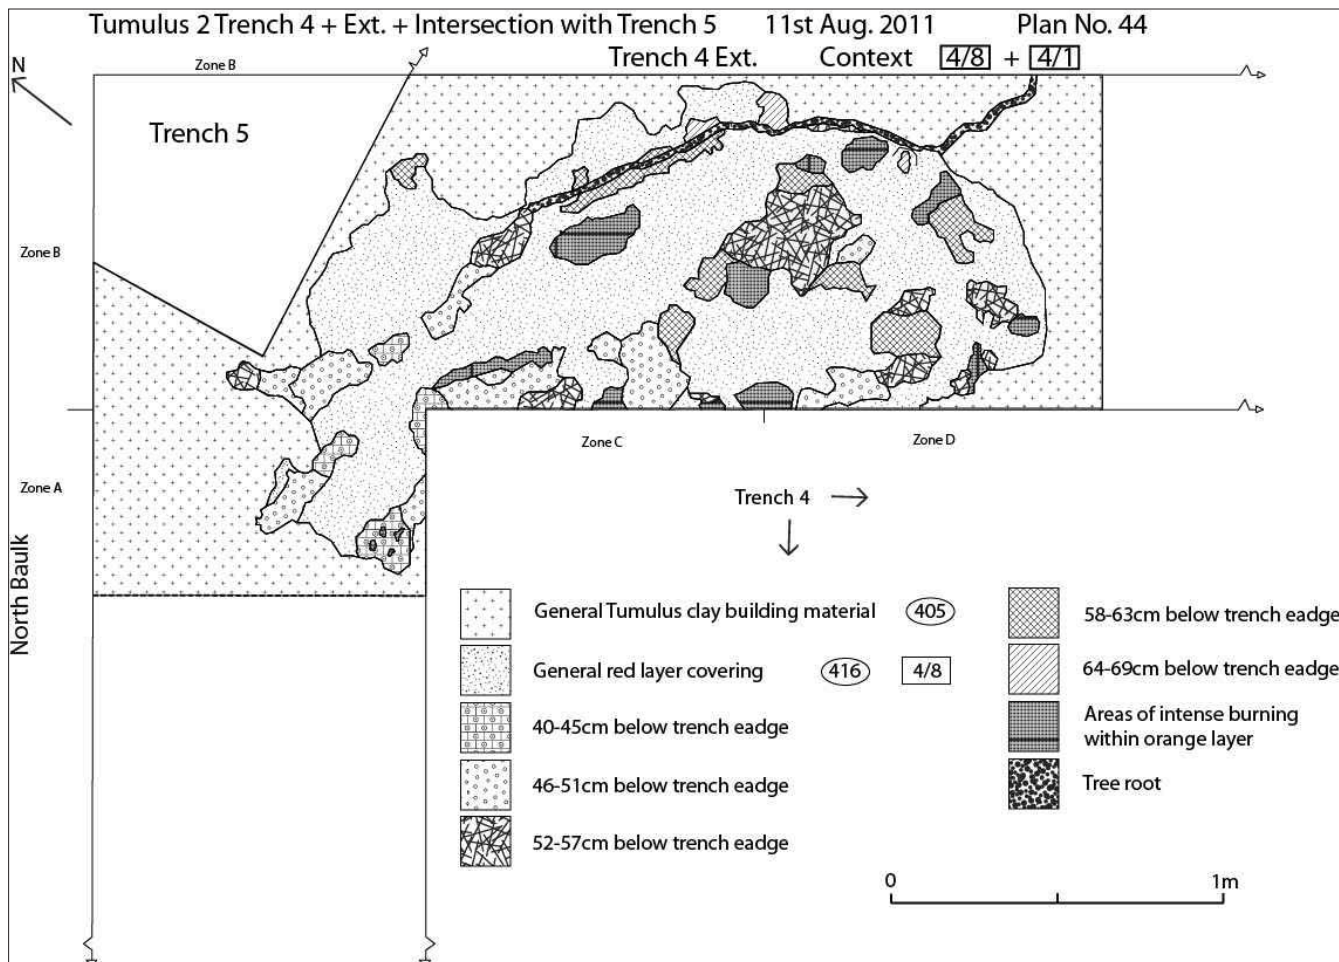 Tumulus 2 Trench 4 + Ext. + Intersection with Trench 5 11st Aug. 2011 Plan No. 44
Trench 4 Ext. Context 4/8 + 4/1
Zone B
N
Trench 5
Zone B
Zone A
Zone C
Zone D
Trench 4
North Baulk
General Tumulus clay building material 405
General red layer covering 416 4/8
40-45cm below trench eadge
46-51cm below trench eadge
52-57cm below trench eadge
58-63cm below trench eadge
64-69cm below trench eadge
Areas of intense burning
within orange layer
Tree root
0 1m